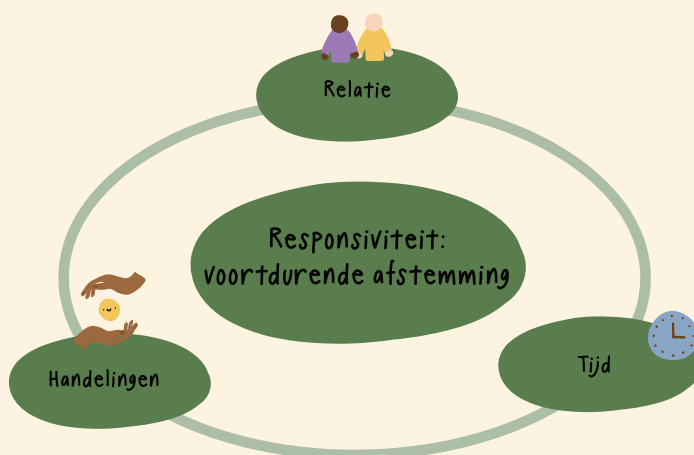 Relatie
Responsiviteit:
voortdurende afstemming
Handelingen
Tijd